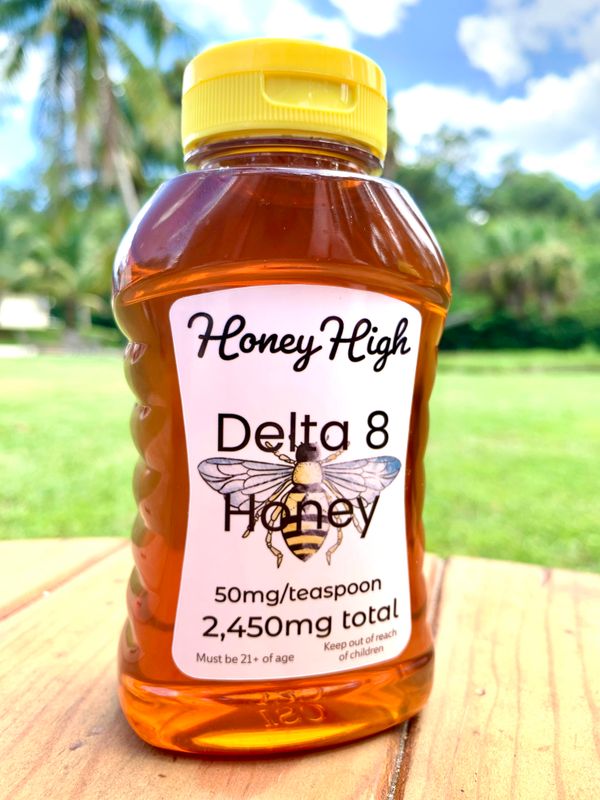 Honey High
Delta 8
Honey
50mg/teaspoon
2,450mg total
Must be 21+ of age
Keep out of reach
of children